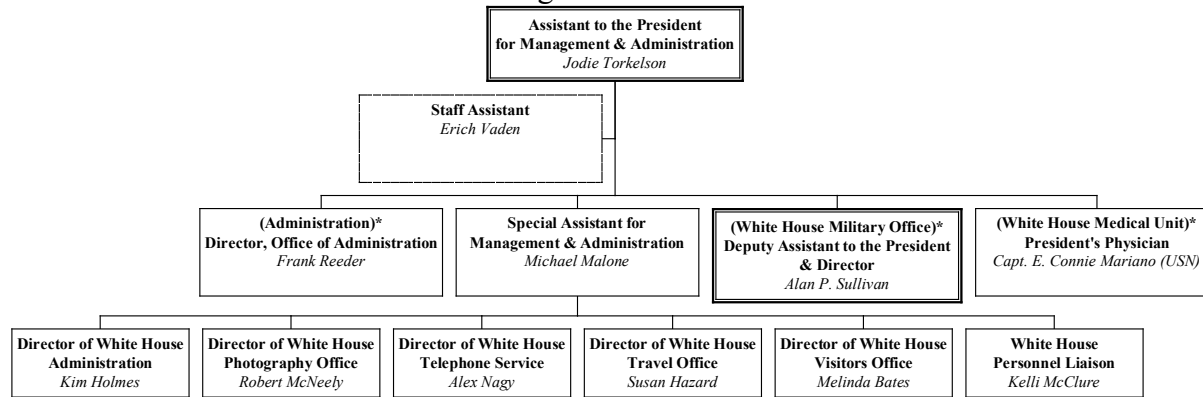 Assistant to the President
for Management & Administration
Jodie Torkelson
Staff Assistant
Erich Vaden
(Administration)*
Director, Office of Administration
Frank Reeder
Special Assistant for
Management & Administration
Michael Malone
(White House Military Office)*
Deputy Assistant to the President
& Director
Alan P. Sullivan
(White House Medical Unit)*
President's Physician
Capt. E. Connie Mariano (USN)
Director of White House
Administration
Kim Holmes
Director of White House
Photography Office
Robert McNeely
Director of White House
Telephone Service
Alex Nagy
Director of White House
Travel Office
Susan Hazard
Director of White House
Visitors Office
Melinda Bates
White House
Personnel Liaison
Kelli McClure